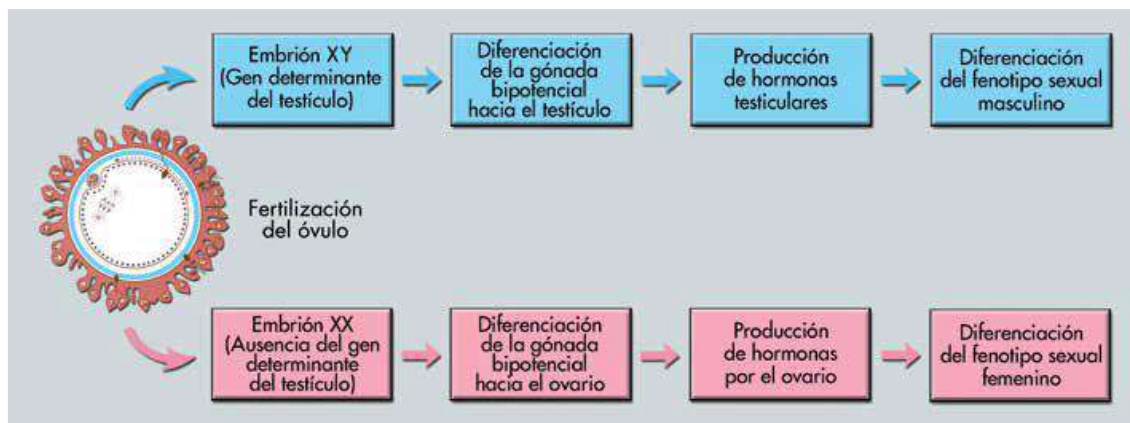 Embrión XY
(Gen determinante
del testículo)
Diferenciación
de la gónada
bipotencial
hacia el testículo
Producción
de hormonas
testiculares
Diferenciación
del fenotipo sexual
masculino
Fertilización
del óvulo
Embrión XX
(Ausencia del gen
determinante
del testículo)
Diferenciación
de la gónada
bipotencial
hacia el ovario
Producción
de hormonas
por el ovario
Diferenciación
del fenotipo sexual
femenino